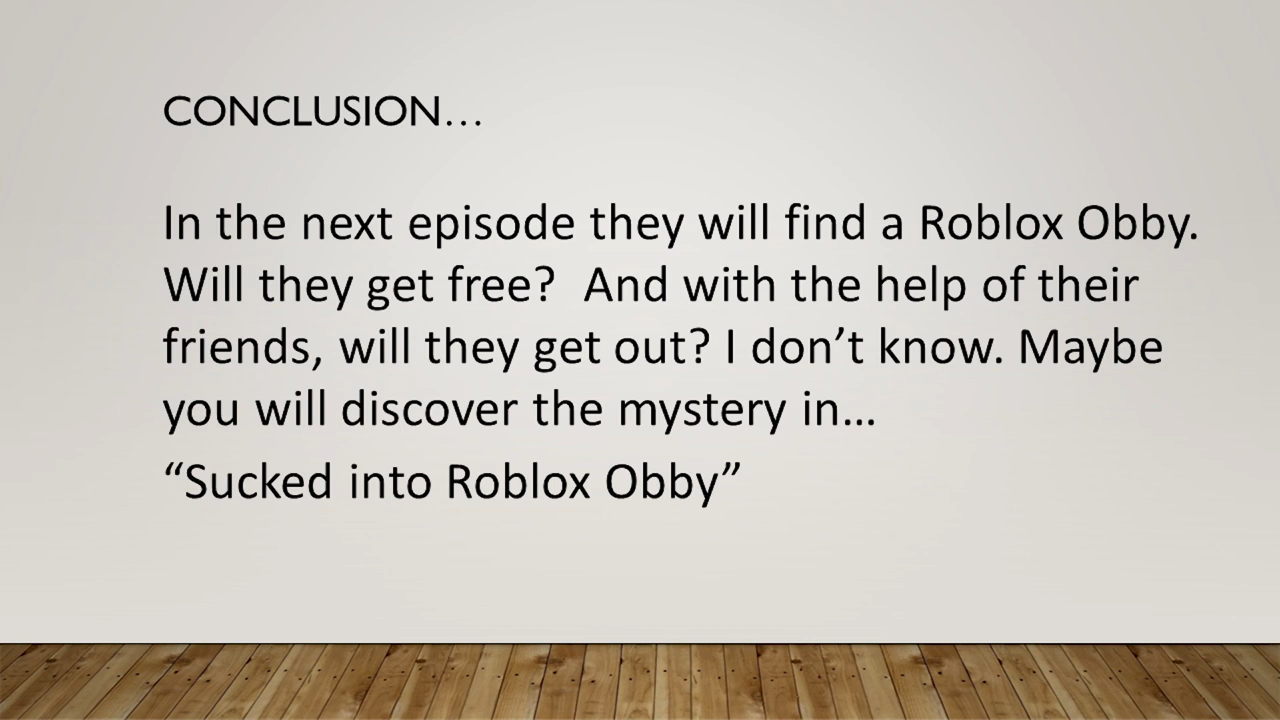 CONCLUSION…
In the next episode they will find a Roblox Obby.
Will they get free?  And with the help of their
friends, will they get out? I don’t know. Maybe
you will discover the mystery in…
“Sucked into Roblox Obby”